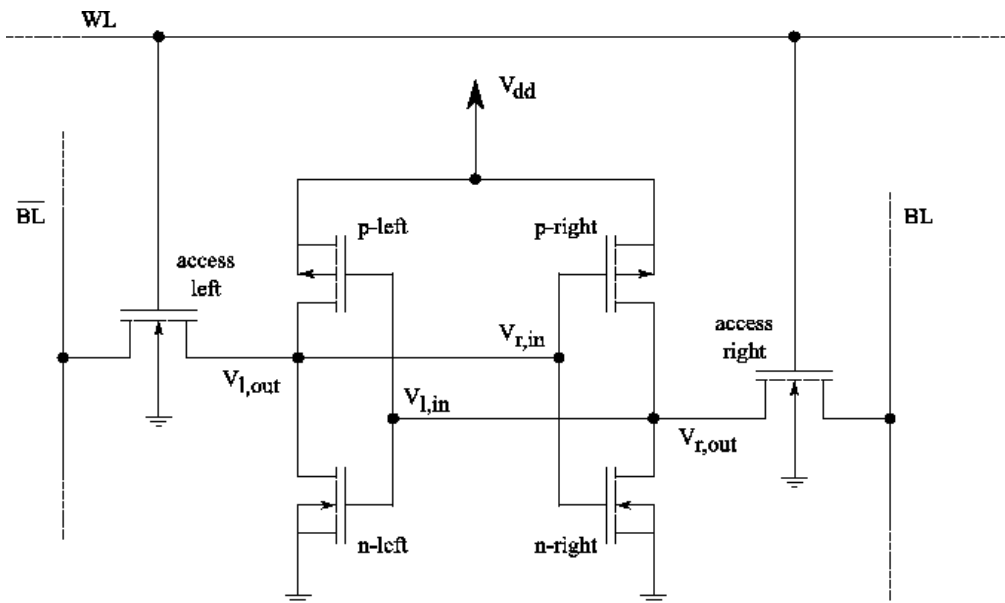 WL
V_dd
BL̅
BL
p-left
p-right
access
left
access
right
V_r,in
V_l,out
V_l,in
V_r,out
n-left
n-right